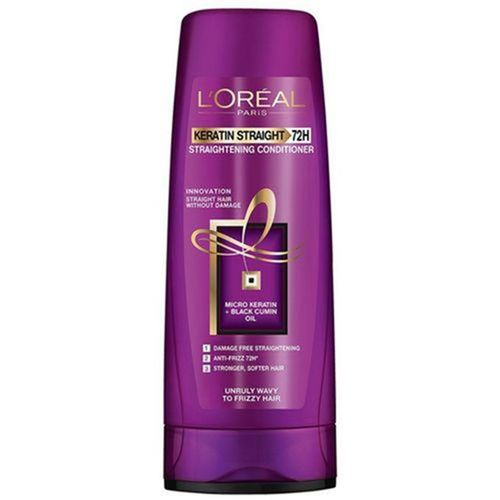 L'ORÉAL
PARIS
KERATIN STRAIGHT 72H
STRAIGHTENING CONDITIONER
INNOVATION
STRAIGHT HAIR
WITHOUT DAMAGE
MICRO KERATIN
+ BLACK CUMIN
OIL
1 DAMAGE FREE STRAIGHTENING
2 ANTI-FRIZZ 72H*
3 STRONGER, SOFTER HAIR
UNRULY WAVY
TO FRIZZY HAIR